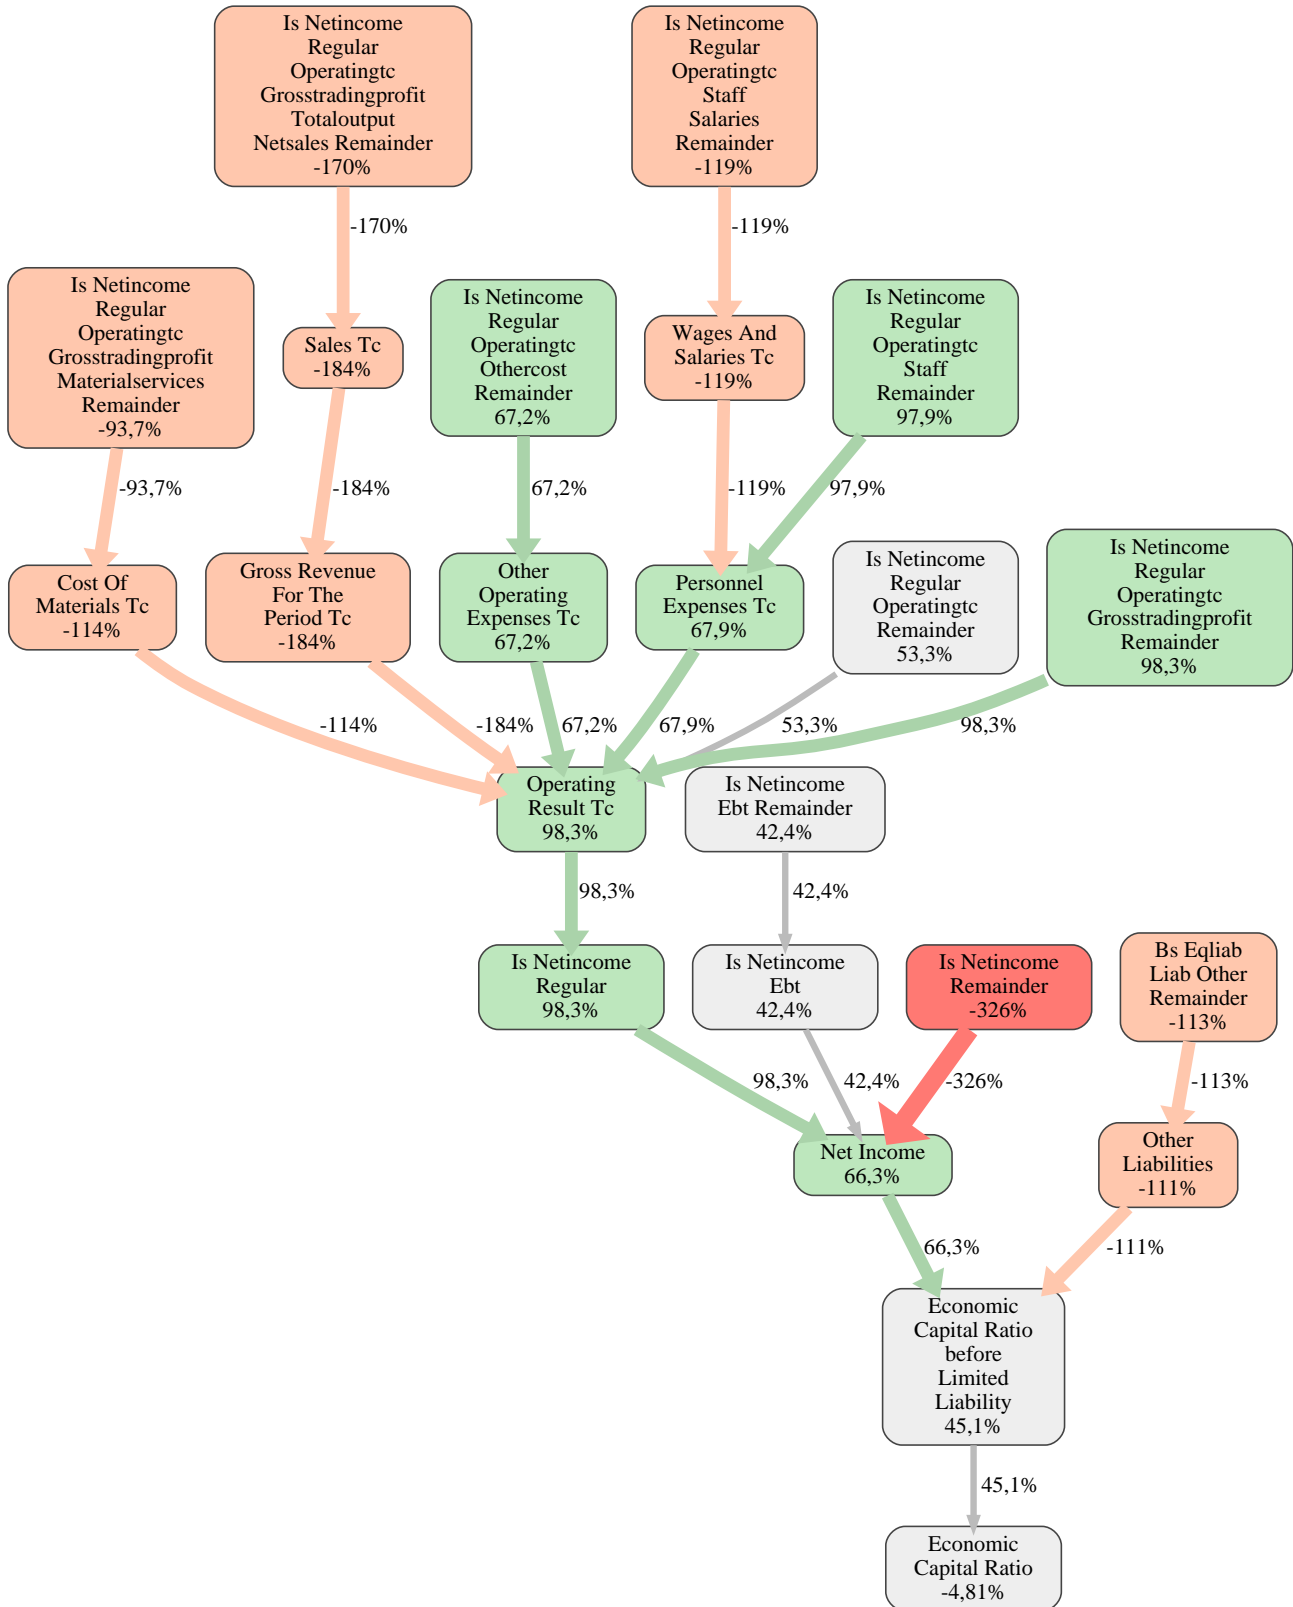 Is Netincome
Regular
Operatingtc
Grosstradingprofit
Totaloutput
Netsales Remainder
-170%
Is Netincome
Regular
Operatingtc
Staff
Salaries
Remainder
-119%
-170%
-119%
Is Netincome
Regular
Operatingtc
Grosstradingprofit
Materialservices
Remainder
-93,7%
Sales Tc
-184%
Is Netincome
Regular
Operatingtc
Othercost
Remainder
67,2%
Wages And
Salaries Tc
-119%
Is Netincome
Regular
Operatingtc
Staff
Remainder
97,9%
-93,7%
-184%
67,2%
-119%
97,9%
Cost Of
Materials Tc
-114%
Gross Revenue
For The
Period Tc
-184%
Other
Operating
Expenses Tc
67,2%
Personnel
Expenses Tc
67,9%
Is Netincome
Regular
Operatingtc
Remainder
53,3%
Is Netincome
Regular
Operatingtc
Grosstradingprofit
Remainder
98,3%
-114%
-184%
67,2%
67,9%
53,3%
98,3%
Operating
Result Tc
98,3%
Is Netincome
Ebt Remainder
42,4%
98,3%
42,4%
Is Netincome
Regular
98,3%
Is Netincome
Ebt
42,4%
Is Netincome
Remainder
-326%
Bs Eqliab
Liab Other
Remainder
-113%
98,3%
42,4%
-326%
-113%
Net Income
66,3%
Other
Liabilities
-111%
66,3%
-111%
Economic
Capital Ratio
before
Limited
Liability
45,1%
45,1%
Economic
Capital Ratio
-4,81%